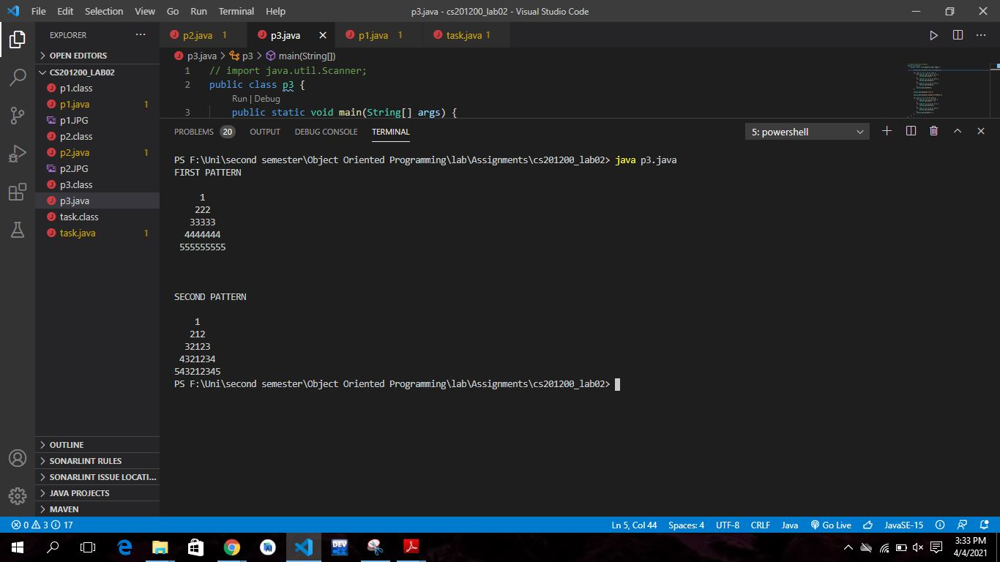 File Edit Selection View Go Run Terminal Help p3.java - cs201200_lab02 - Visual Studio Code
EXPLORER ...
OPEN EDITORS
CS201200_LAB02
p1.class
p1.java 1
p1.JPG
p2.class
p2.java 1
p2.JPG
p3.class
p3.java
task.class
task.java 1
OUTLINE
SONARLINT RULES
SONARLINT ISSUE LOCATI...
JAVA PROJECTS
MAVEN
p2.java 1 p3.java p1.java 1 task.java 1
p3.java > p3 > main(String[])
1 // import java.util.Scanner;
2 public class p3 {
Run | Debug
3 public static void main(String[] args) {
PROBLEMS 20 OUTPUT DEBUG CONSOLE TERMINAL 5: powershell
PS F:\Uni\second semester\Object Oriented Programming\lab\Assignments\cs201200_lab02> java p3.java
FIRST PATTERN
1
222
33333
4444444
555555555
SECOND PATTERN
1
212
32123
4321234
543212345
PS F:\Uni\second semester\Object Oriented Programming\lab\Assignments\cs201200_lab02>
0 3 17 Ln 5, Col 44 Spaces: 4 UTF-8 CRLF Java Go Live JavaSE-15
DEV
3:33 PM
4/4/2021